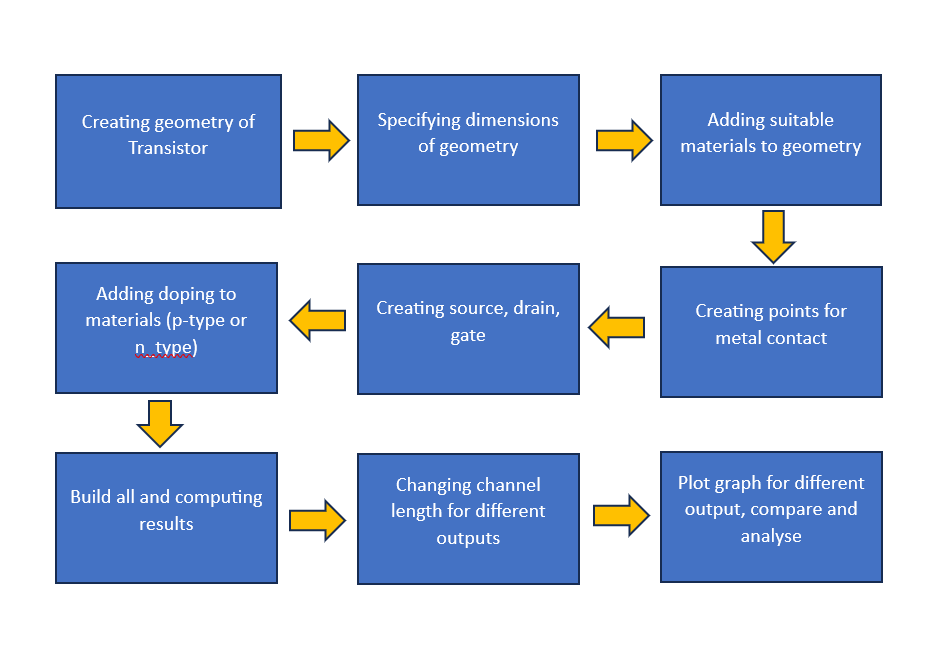 Creating geometry of
Transistor
Specifying dimensions
of geometry
Adding suitable
materials to geometry
Creating points for
metal contact
Creating source, drain,
gate
Adding doping to
materials (p-type or
n_type)
Build all and computing
results
Changing channel
length for different
outputs
Plot graph for different
output, compare and
analyse